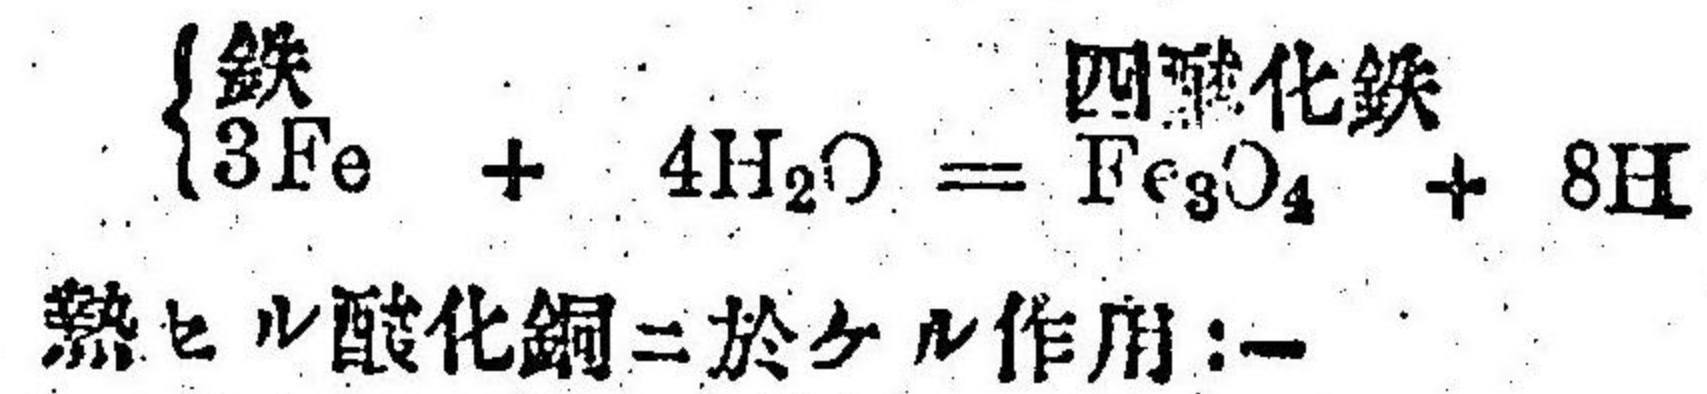 鉄 四酸化鉄
3Fe + 4H₂O = Fe₃O₄ + 8H
熱セル酸化銅ニ於ケル作用:—